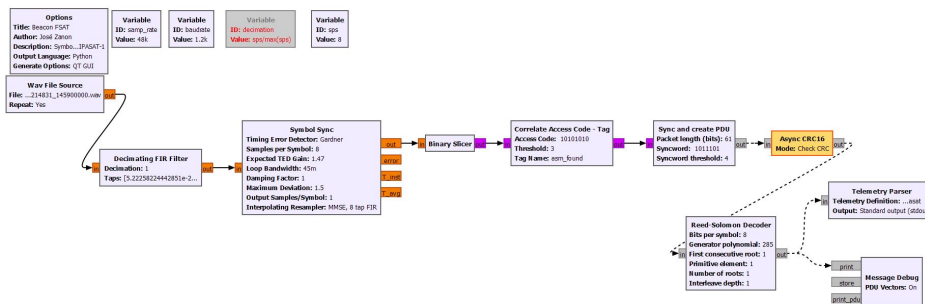 Options
Title: Beacon FSAT
Author: José Zanon
Description: Symbo...IPASAT-1
Output Language: Python
Generate Options: QT GUI
Variable
ID: samp_rate
Value: 48k
Variable
ID: baudrate
Value: 1.2k
Variable
ID: decimation
Value: sps/max(sps)
Variable
ID: sps
Value: 8
Wav File Source
File: ...214831_145900000.wav
Repeat: Yes
out
in
Decimating FIR Filter
Decimation: 1
Taps: [5.22258224442851e-2...
out
in
Symbol Sync
Timing Error Detector: Gardner
Samples per Symbol: 8
Expected TED Gain: 1.47
Loop Bandwidth: 45m
Damping Factor: 1
Maximum Deviation: 1.5
Output Samples/Symbol: 1
Interpolating Resampler: MMSE, 8 tap FIR
out
error
T_inst
T_avg
in
Binary Slicer
out
in
Correlate Access Code - Tag
Access Code: 10101010
Threshold: 3
Tag Name: asm_found
out
in
Sync and create PDU
Packet length (bits): 61
Syncword: 1011101
Syncword threshold: 4
out
in
Async CRC16
Mode: Check CRC
out
in
Reed-Solomon Decoder
Bits per symbol: 8
Generator polynomial: 285
First consecutive root: 1
Primitive element: 1
Number of roots: 1
Interleave depth: 1
out
in
Telemetry Parser
Telemetry Definition: ...asat
Output: Standard output (stdou
print
store
print_pdu
Message Debug
PDU Vectors: On